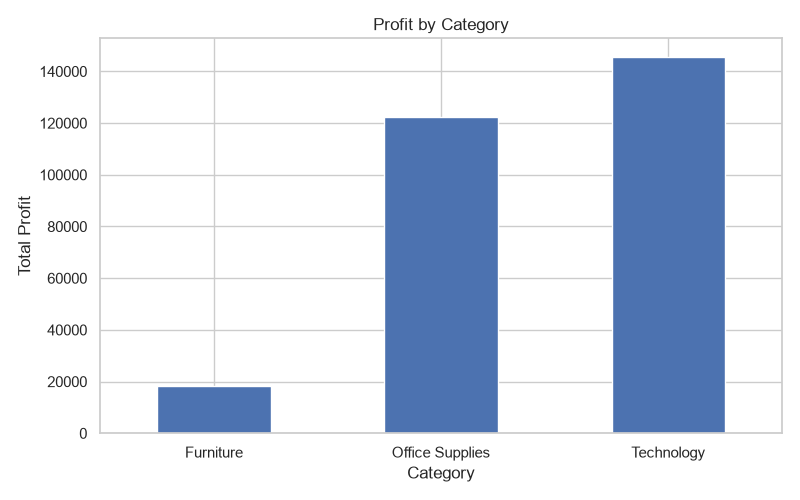 Profit by Category
Total Profit
140000
120000
100000
80000
60000
40000
20000
0
Furniture Office Supplies Technology
Category